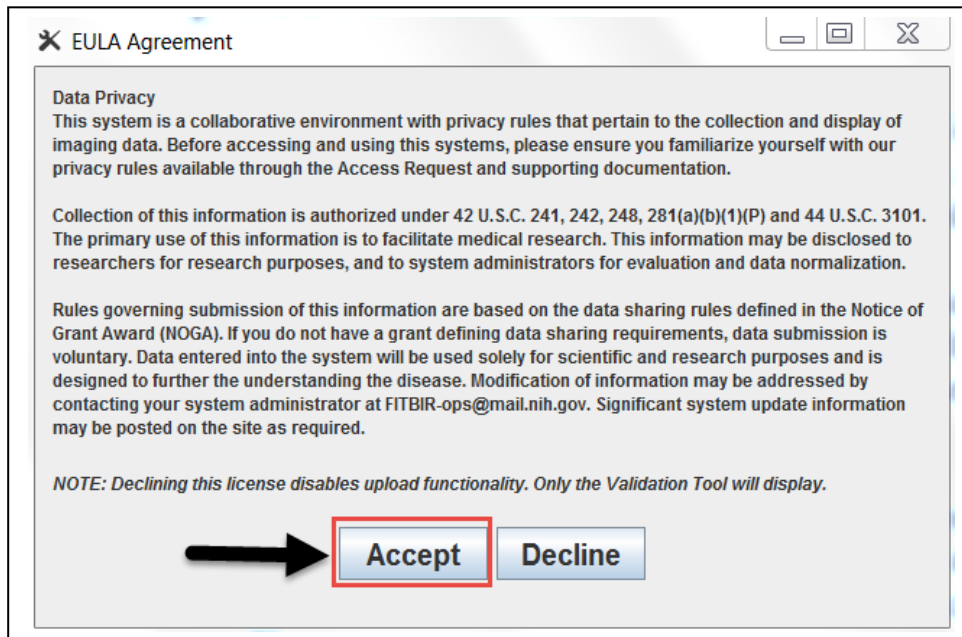 EULA Agreement
Data Privacy
This system is a collaborative environment with privacy rules that pertain to the collection and display of
imaging data. Before accessing and using this systems, please ensure you familiarize yourself with our
privacy rules available through the Access Request and supporting documentation.
Collection of this information is authorized under 42 U.S.C. 241, 242, 248, 281(a)(b)(1)(P) and 44 U.S.C. 3101.
The primary use of this information is to facilitate medical research. This information may be disclosed to
researchers for research purposes, and to system administrators for evaluation and data normalization.
Rules governing submission of this information are based on the data sharing rules defined in the Notice of
Grant Award (NOGA). If you do not have a grant defining data sharing requirements, data submission is
voluntary. Data entered into the system will be used solely for scientific and research purposes and is
designed to further the understanding the disease. Modification of information may be addressed by
contacting your system administrator at FITBIR-ops@mail.nih.gov. Significant system update information
may be posted on the site as required.
NOTE: Declining this license disables upload functionality. Only the Validation Tool will display.
Accept Decline